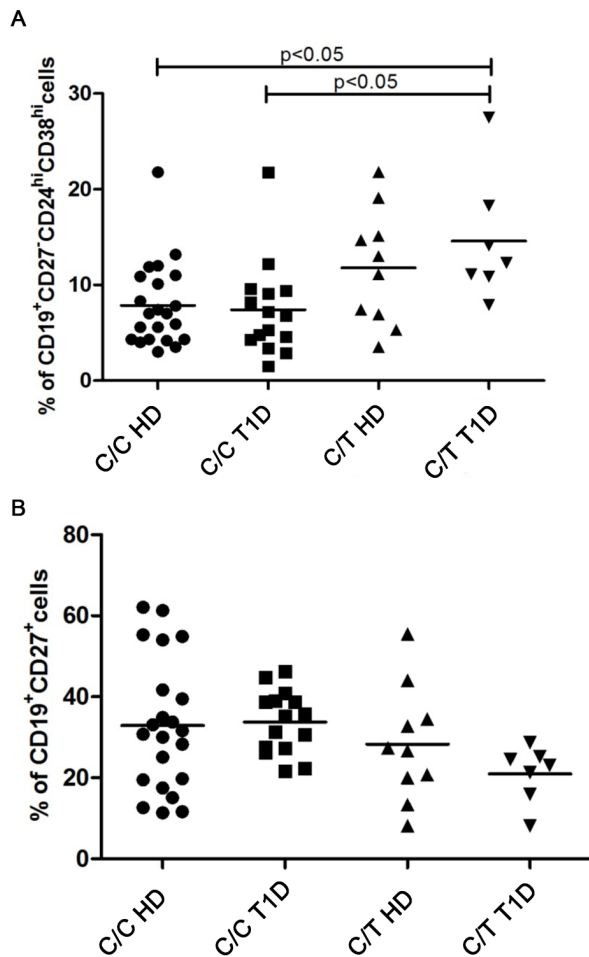 A
p<0.05
p<0.05
% of CD19⁺CD27⁻CD24ʰⁱCD38ʰⁱcells
30
20
10
0
C/C HD
C/C T1D
C/T HD
C/T T1D
B
% of CD19⁺CD27⁺cells
80
60
40
20
0
C/C HD
C/C T1D
C/T HD
C/T T1D